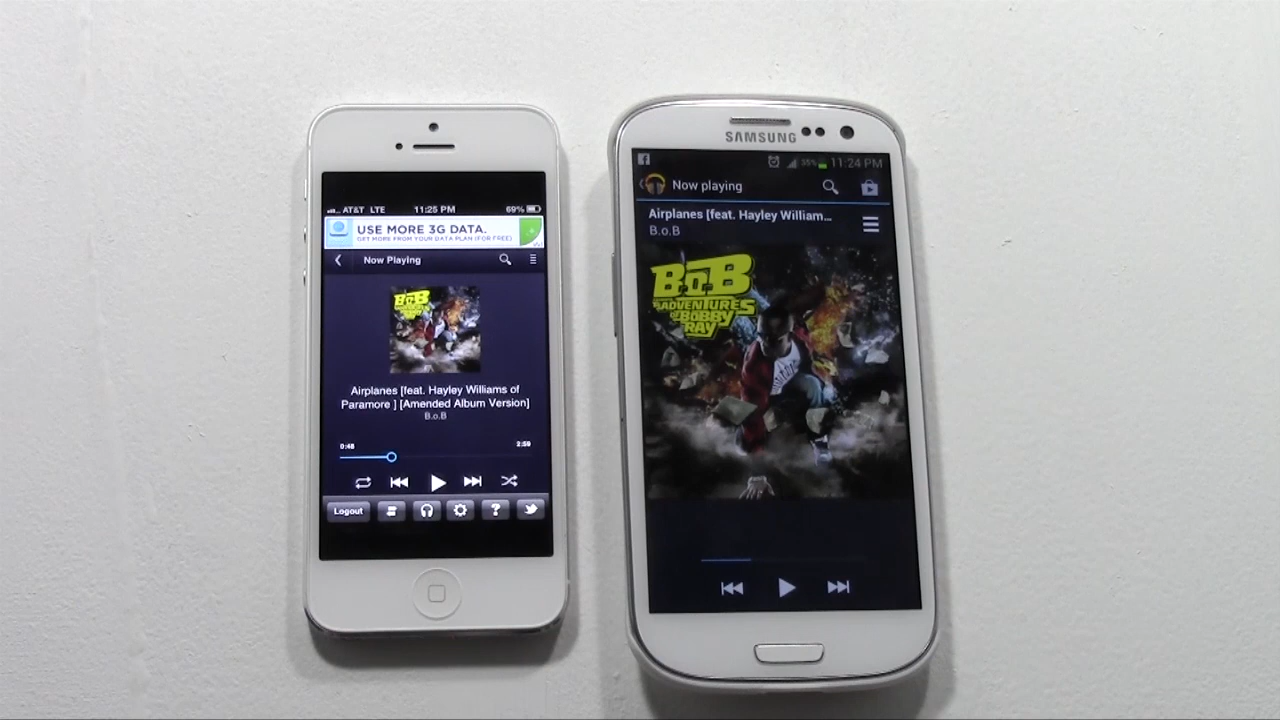 AT&T LTE 11:25 PM 69%
USE MORE 3G DATA.
GET MORE FROM YOUR DATA PLAN (FOR FREE)
Now Playing
B.o.B
Airplanes [feat. Hayley Williams of
Paramore ] [Amended Album Version]
B.o.B
0:48 2:59
Logout
?
SAMSUNG
35% 11:24 PM
Now playing
Airplanes [feat. Hayley William...
B.o.B
B.o.B
ADVENTURES
OF BOBBY
RAY